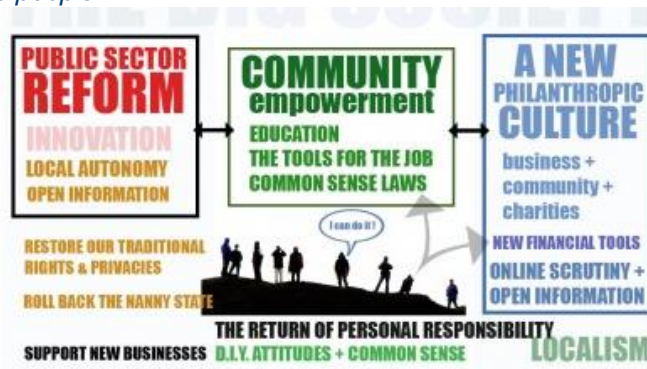 THE BIG SOCIETY
PUBLIC SECTOR
REFORM
INNOVATION
LOCAL AUTONOMY
OPEN INFORMATION
COMMUNITY
empowerment
EDUCATION
THE TOOLS FOR THE JOB
COMMON SENSE LAWS
A NEW
PHILANTHROPIC
CULTURE
business +
community +
charities
NEW FINANCIAL TOOLS
ONLINE SCRUTINY +
OPEN INFORMATION
RESTORE OUR TRADITIONAL
RIGHTS & PRIVACIES
ROLL BACK THE NANNY STATE
I can do it!
THE RETURN OF PERSONAL RESPONSIBILITY
SUPPORT NEW BUSINESSES
D.I.Y. ATTITUDES + COMMON SENSE
LOCALISM